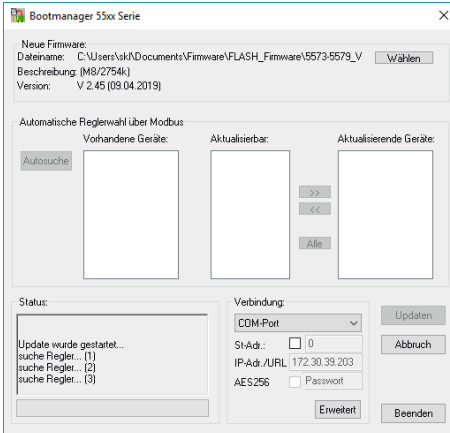 Bootmanager 55xx Serie
Neue Firmware:
Dateiname: C:\Users\skl\Documents\Firmware\FLASH_Firmware\5573-5579_V
Wählen
Beschreibung: (M8/2754k)
Version: V 2.45 (09.04.2019)
Automatische Reglerwahl über Modbus
Vorhandene Geräte: Aktualisierbar: Aktualisierende Geräte:
Autosuche
>>
<<
Alle
Status:
Update wurde gestartet...
suche Regler... (1)
suche Regler... (2)
suche Regler... (3)
Verbindung:
COM-Port
St-Adr.: 0
IP-Adr./URL 172.30.39.203
AES256 Passwort
Erweitert
Updaten
Abbruch
Beenden